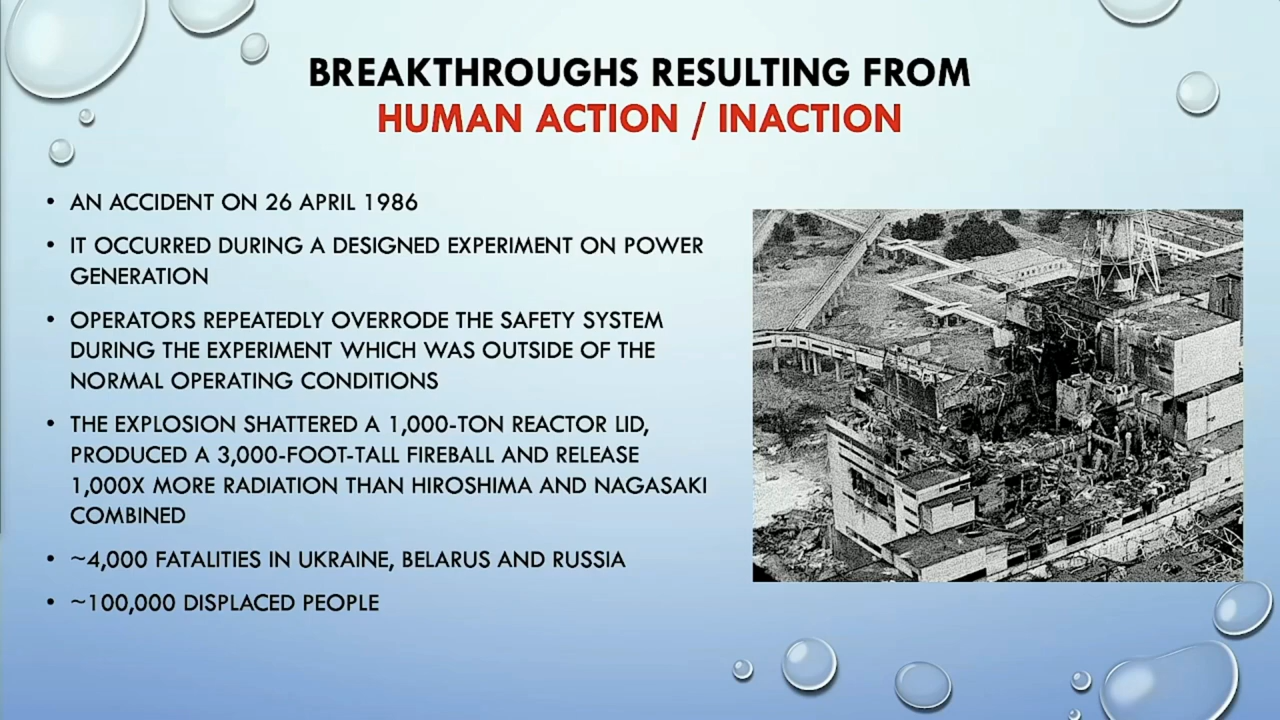 BREAKTHROUGHS RESULTING FROM
HUMAN ACTION / INACTION
• AN ACCIDENT ON 26 APRIL 1986
• IT OCCURRED DURING A DESIGNED EXPERIMENT ON POWER
GENERATION
• OPERATORS REPEATEDLY OVERRODE THE SAFETY SYSTEM
DURING THE EXPERIMENT WHICH WAS OUTSIDE OF THE
NORMAL OPERATING CONDITIONS
• THE EXPLOSION SHATTERED A 1,000-TON REACTOR LID,
PRODUCED A 3,000-FOOT-TALL FIREBALL AND RELEASE
1,000X MORE RADIATION THAN HIROSHIMA AND NAGASAKI
COMBINED
• ~4,000 FATALITIES IN UKRAINE, BELARUS AND RUSSIA
• ~100,000 DISPLACED PEOPLE